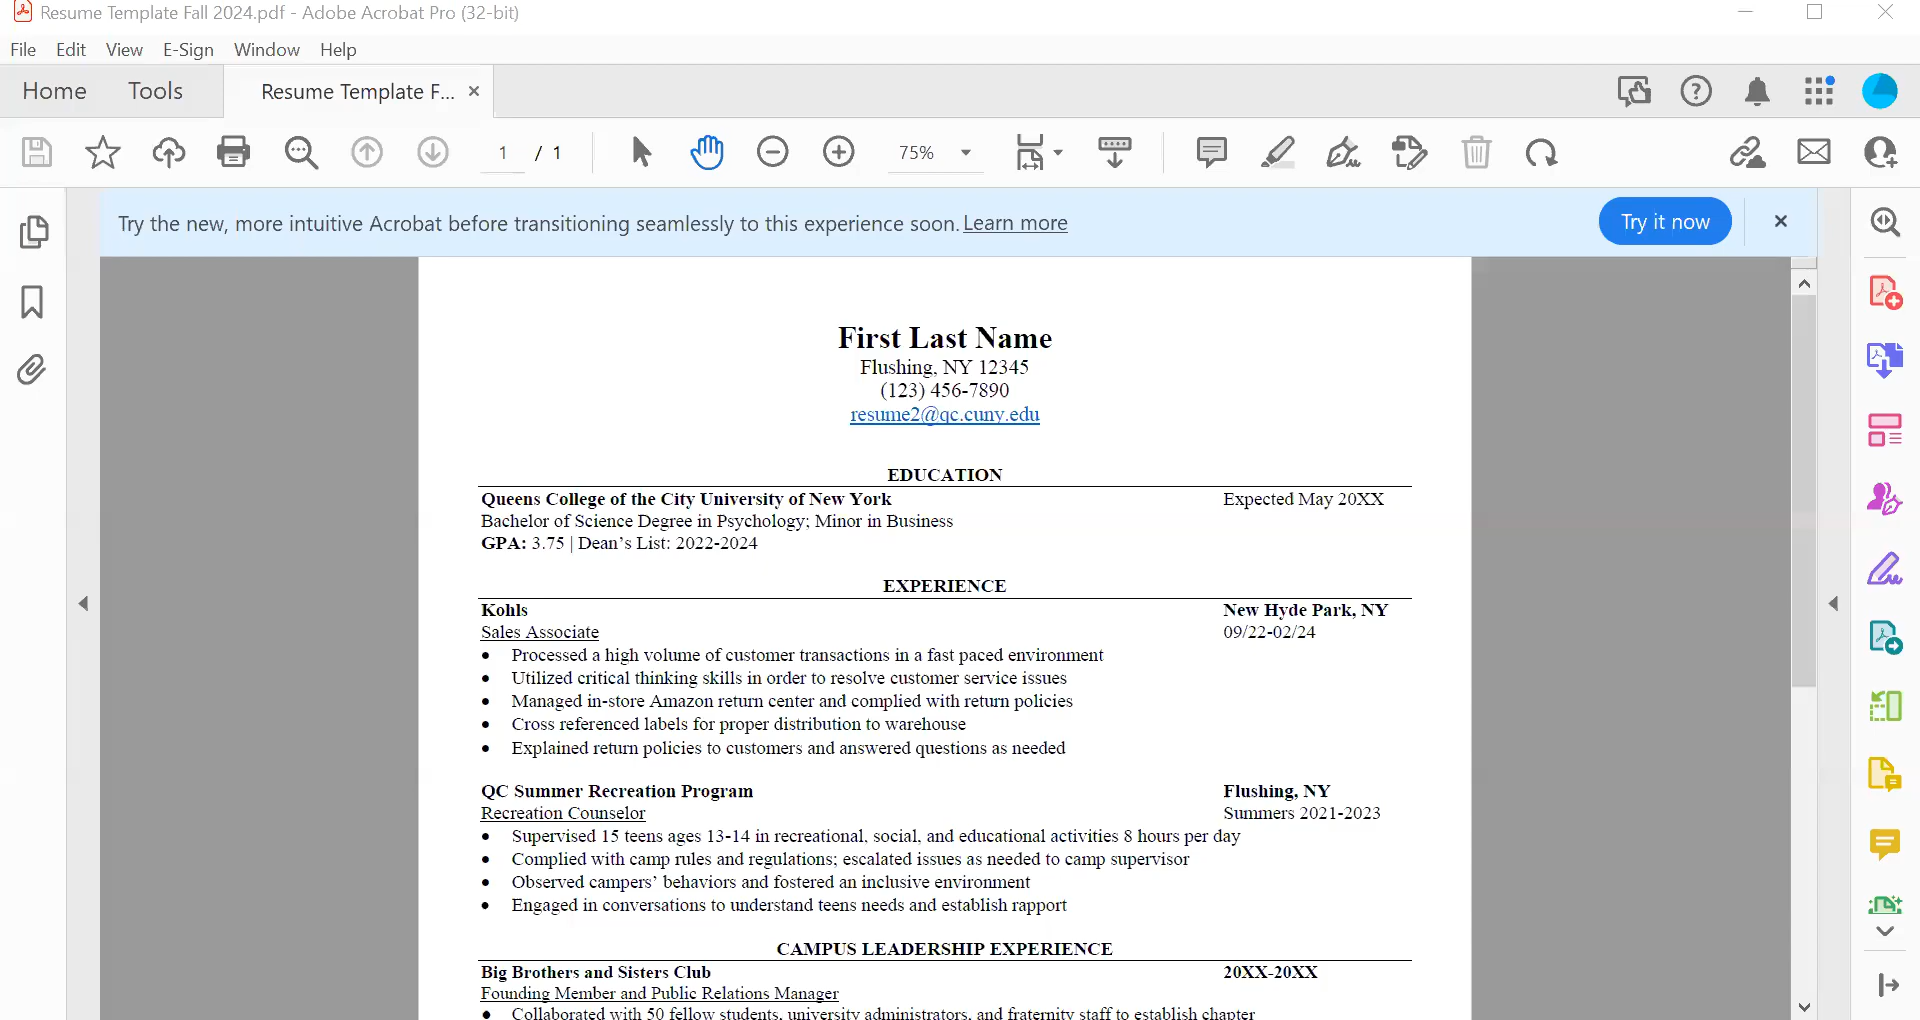 Resume Template Fall 2024.pdf - Adobe Acrobat Pro (32-bit)
File Edit View E-Sign Window Help
Home Tools Resume Template F... ×
1 / 1 75%
Try the new, more intuitive Acrobat before transitioning seamlessly to this experience soon. Learn more Try it now ×
First Last Name
Flushing, NY 12345
(123) 456-7890
resume2@qc.cuny.edu
EDUCATION
Queens College of the City University of New York Expected May 20XX
Bachelor of Science Degree in Psychology; Minor in Business
GPA: 3.75 | Dean's List: 2022-2024
EXPERIENCE
Kohls New Hyde Park, NY
Sales Associate 09/22-02/24
• Processed a high volume of customer transactions in a fast paced environment
• Utilized critical thinking skills in order to resolve customer service issues
• Managed in-store Amazon return center and complied with return policies
• Cross referenced labels for proper distribution to warehouse
• Explained return policies to customers and answered questions as needed
QC Summer Recreation Program Flushing, NY
Recreation Counselor Summers 2021-2023
• Supervised 15 teens ages 13-14 in recreational, social, and educational activities 8 hours per day
• Complied with camp rules and regulations; escalated issues as needed to camp supervisor
• Observed campers' behaviors and fostered an inclusive environment
• Engaged in conversations to understand teens needs and establish rapport
CAMPUS LEADERSHIP EXPERIENCE
Big Brothers and Sisters Club 20XX-20XX
Founding Member and Public Relations Manager
• Collaborated with 50 fellow students, university administrators, and fraternity staff to establish chapter